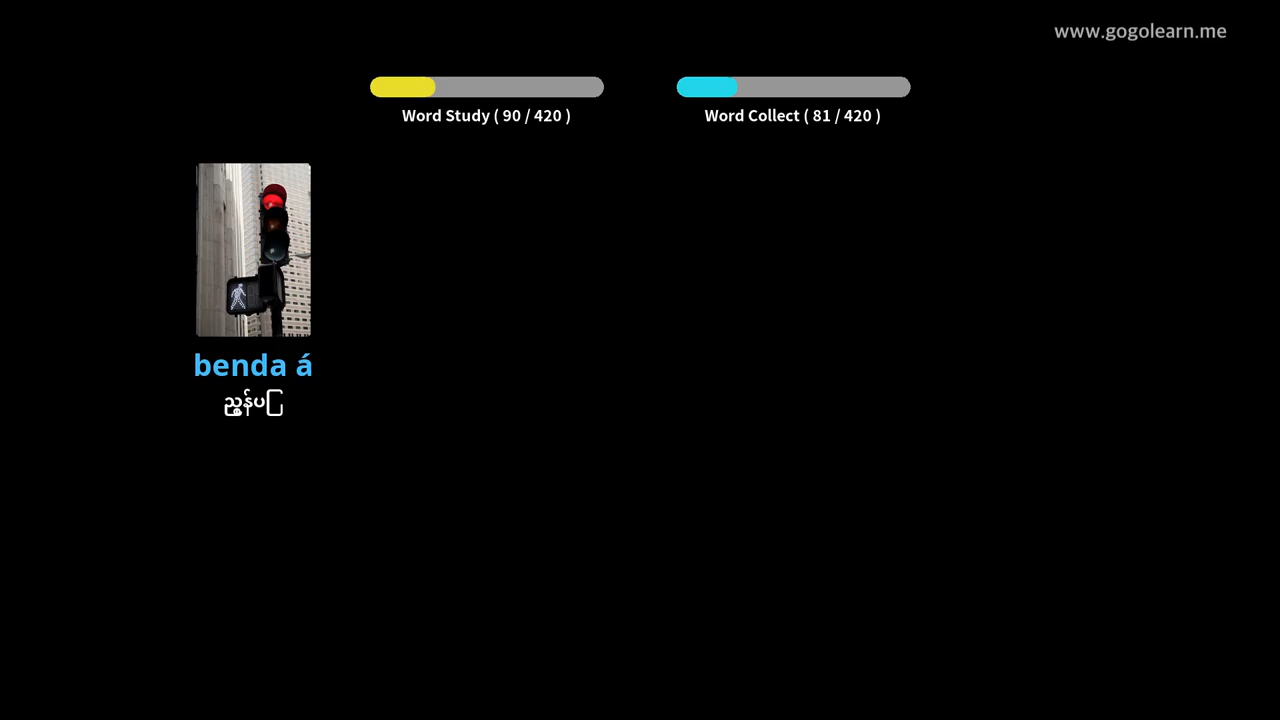 www.gogolearn.me
Word Study ( 90 / 420 )
Word Collect ( 81 / 420 )
benda á
ညွှန်ပြ